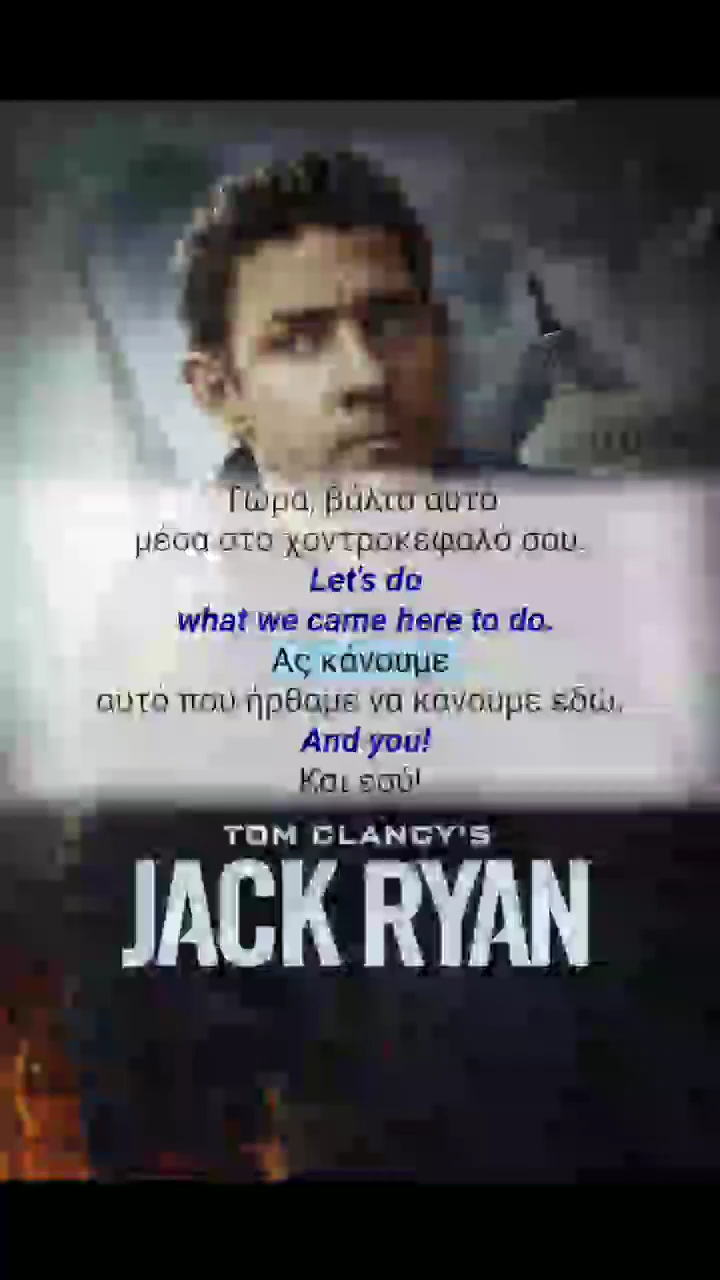 Τώρα, βάλτο αυτό
μέσα στο χοντροκέφαλό σου.
Let's do
what we came here to do.
Ας κάνουμε
αυτό που ήρθαμε να κάνουμε εδώ.
And you!
Και εσύ!
TOM CLANCY'S
JACK RYAN